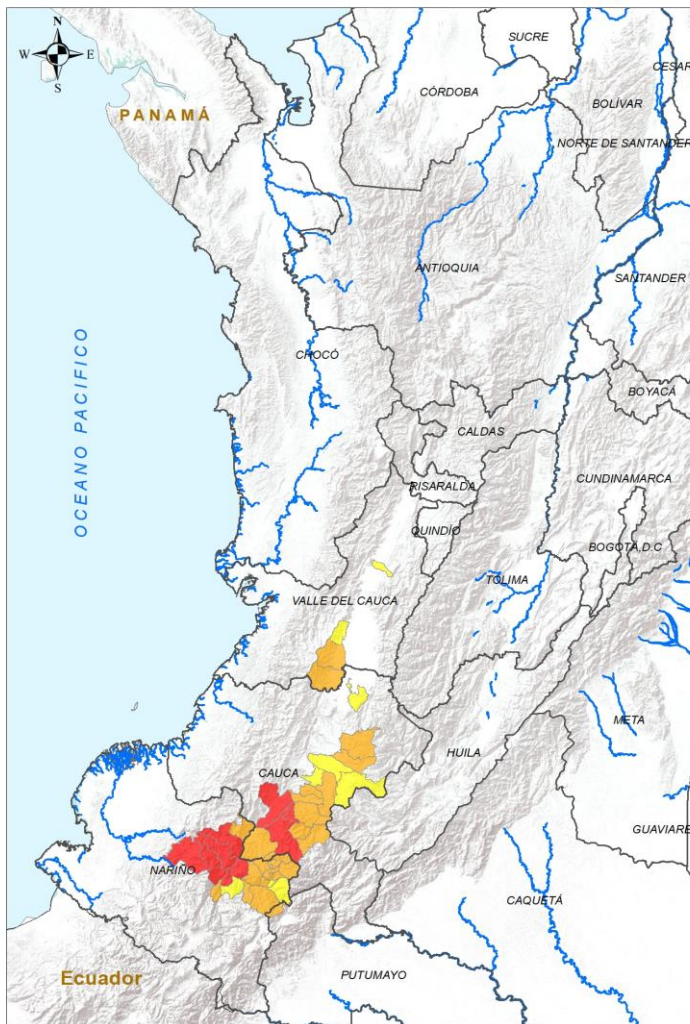 N
W E
S
SUCRE
CESAR
CÓRDOBA
BOLÍVAR
PANAMÁ
NORTE DE SANTANDER
ANTIOQUIA
SANTANDER
OCEANO PACIFICO
CHOCÓ
BOYACÁ
CALDAS
CUNDINAMARCA
RISARALDA
QUINDÍO
BOGOTÁ,D.C
TOLIMA
VALLE DEL CAUCA
META
HUILA
CAUCA
GUAVIARE
NARIÑO
CAQUETÁ
Ecuador
PUTUMAYO